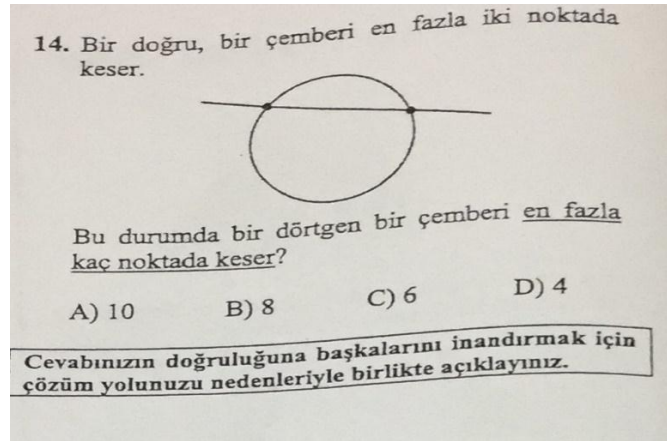 14. Bir doğru, bir çemberi en fazla iki noktada
keser.
Bu durumda bir dörtgen bir çemberi en fazla
kaç noktada keser?
A) 10 B) 8 C) 6 D) 4
Cevabınızın doğruluğuna başkalarını inandırmak için
çözüm yolunuzu nedenleriyle birlikte açıklayınız.